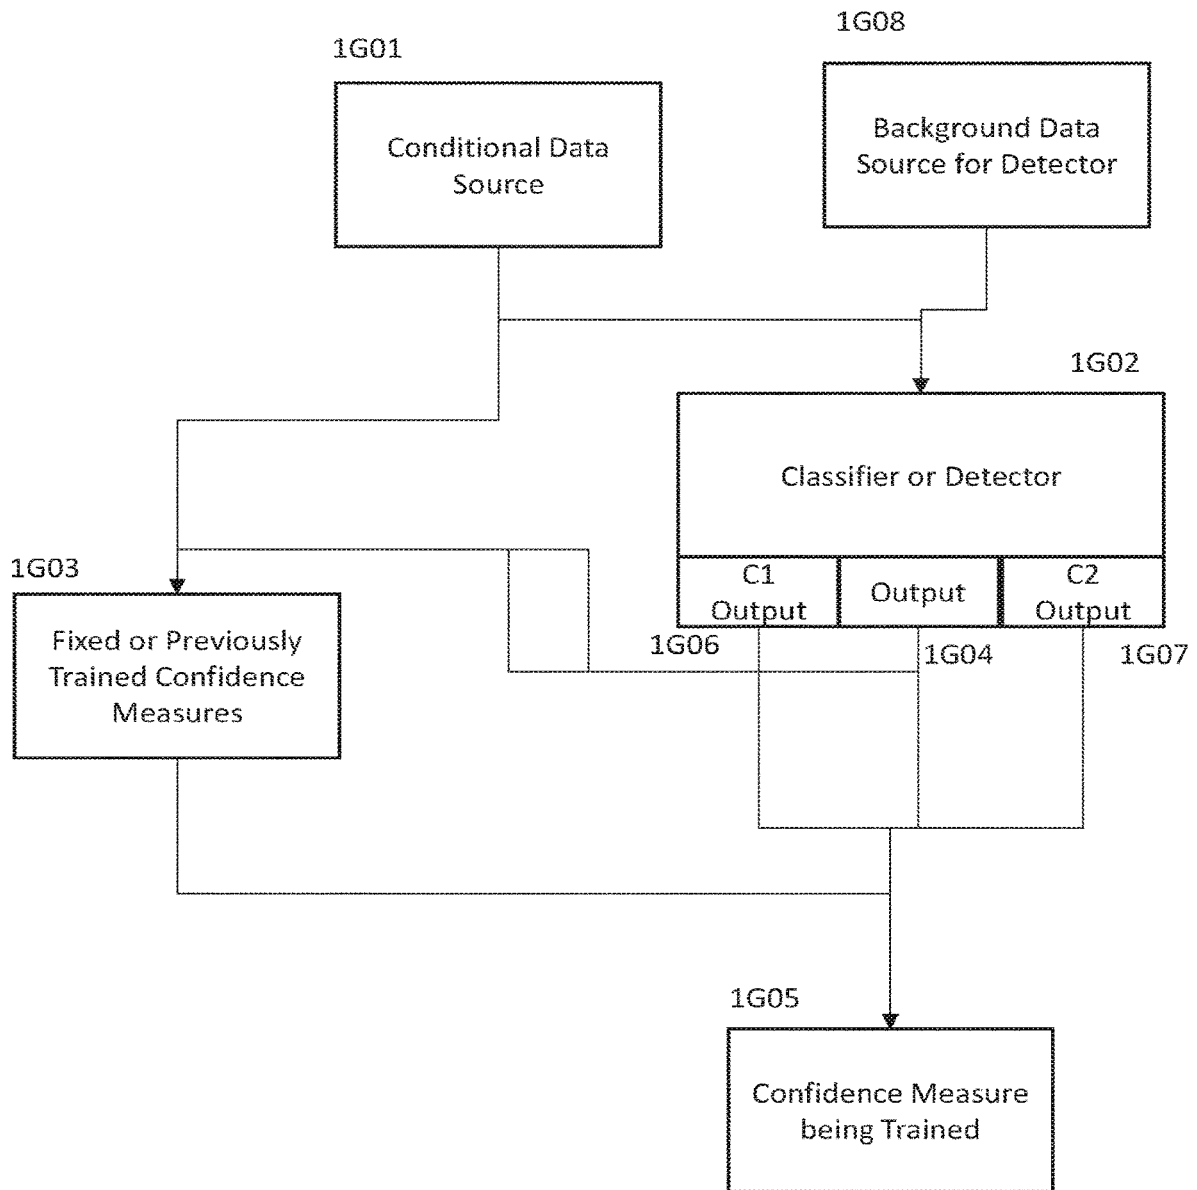 1G01
1G08
Conditional Data
Source
Background Data
Source for Detector
1G02
Classifier or Detector
1G03
C1
Output
Output
C2
Output
Fixed or Previously
Trained Confidence
Measures
1G06
1G04
1G07
1G05
Confidence Measure
being Trained